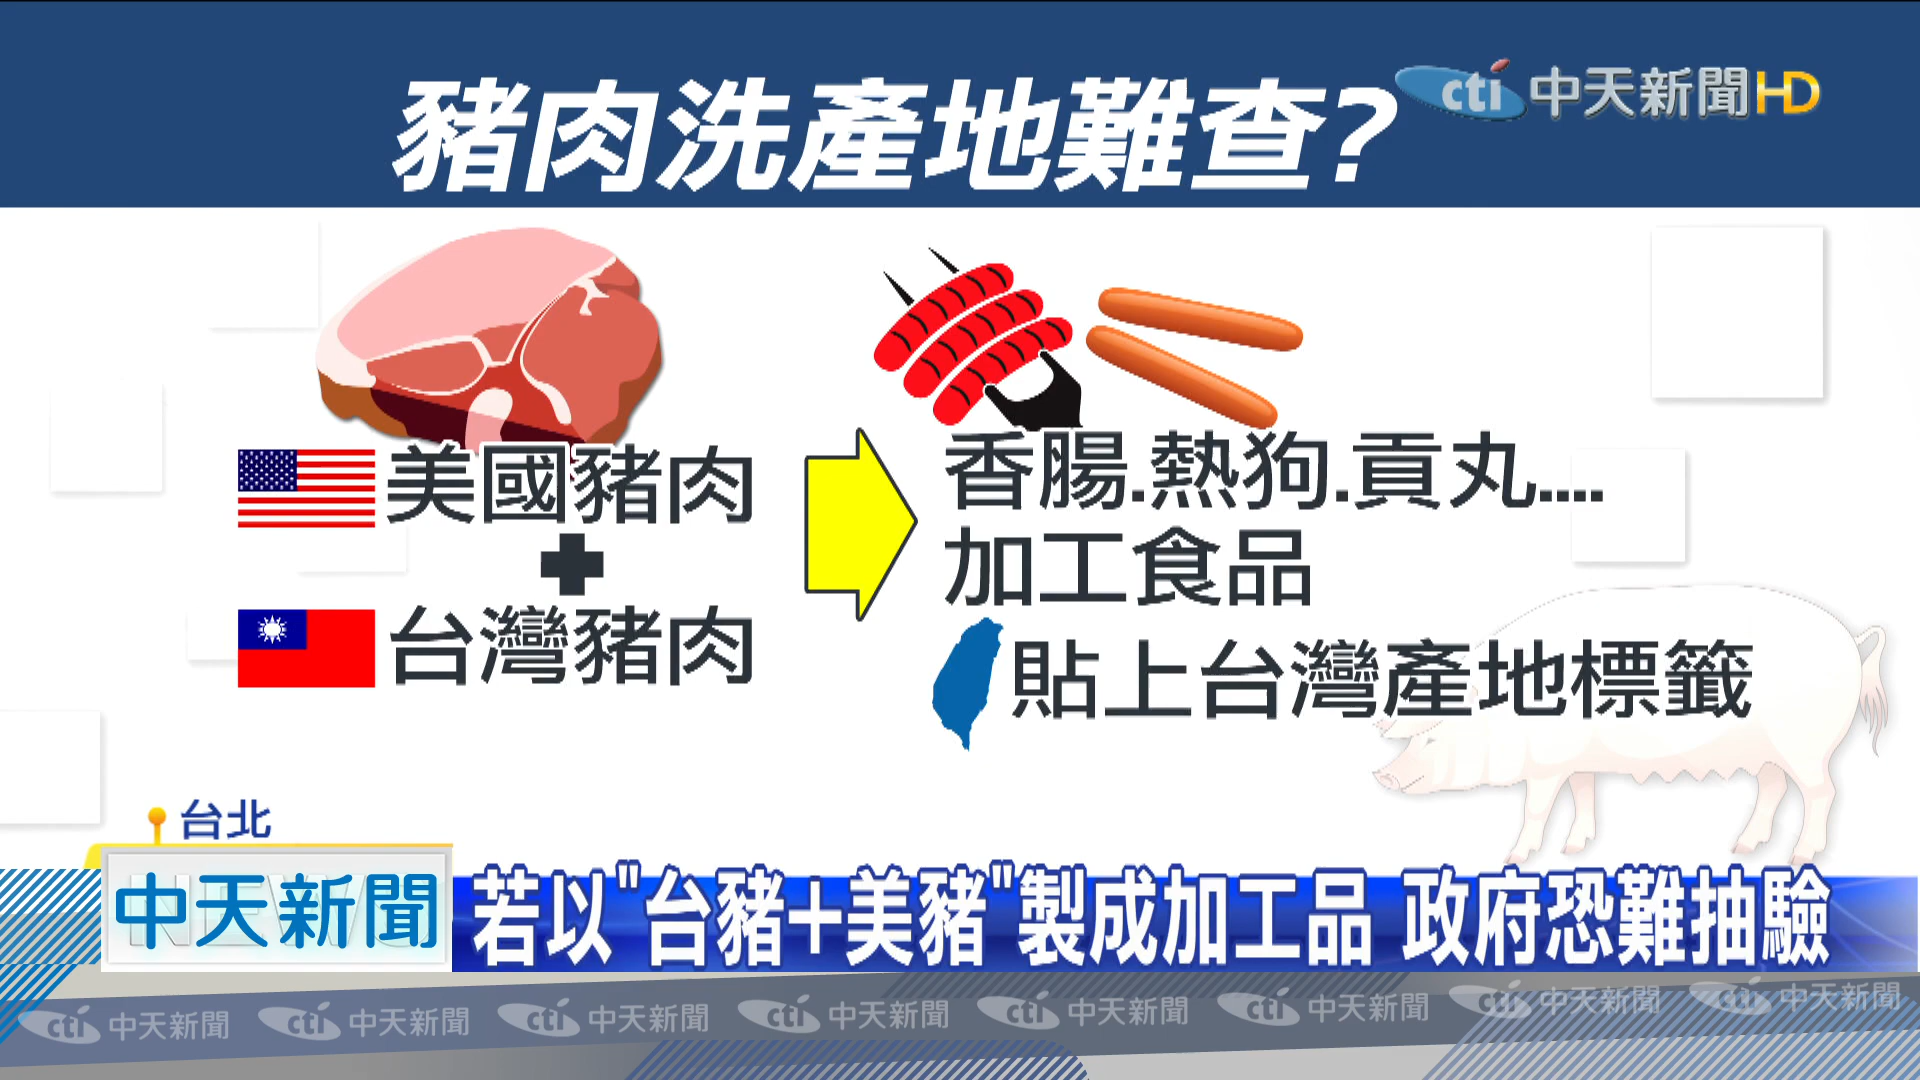 豬肉洗產地難查?
cti 中天新聞HD
美國豬肉
台灣豬肉
香腸.熱狗.貢丸....
加工食品
貼上台灣產地標籤
台北
中天新聞
若以"台豬+美豬"製成加工品 政府恐難抽驗
cti 中天新聞 cti 中天新聞 cti 中天新聞 cti 中天新聞 cti 中天新聞 cti 中天新聞 cti 中天新聞 cti 中天新聞